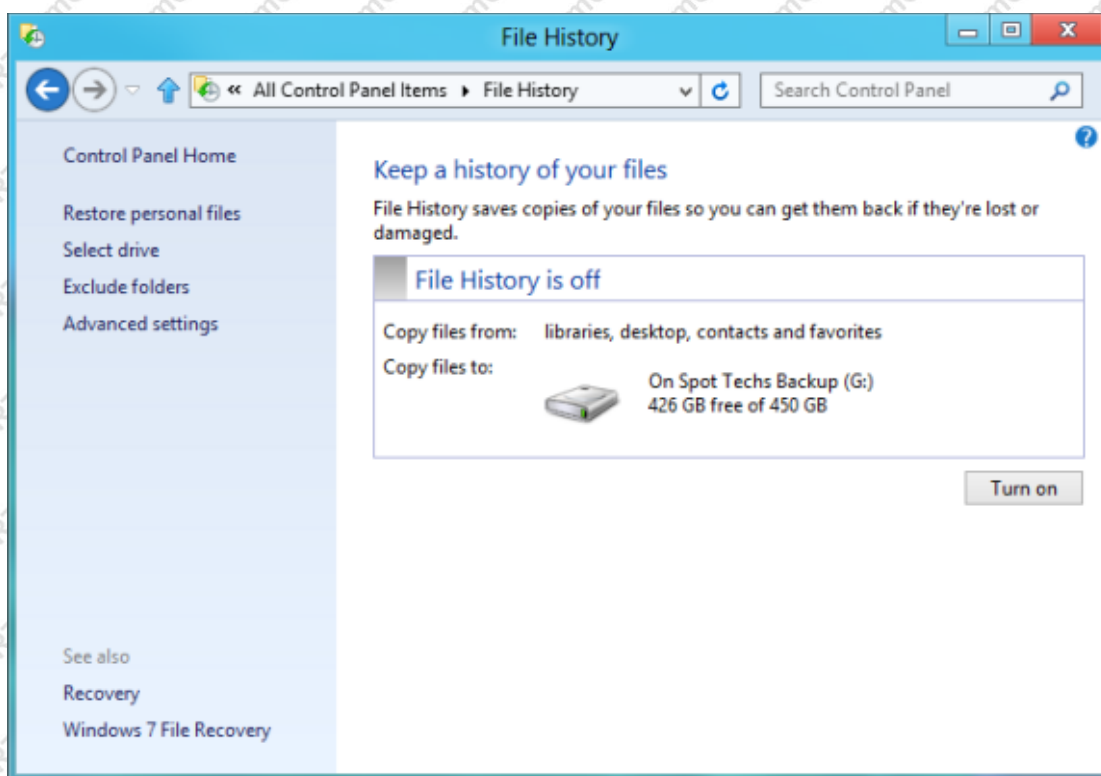 File History
« All Control Panel Items ▸ File History
Search Control Panel
Control Panel Home
Restore personal files
Select drive
Exclude folders
Advanced settings
See also
Recovery
Windows 7 File Recovery
Keep a history of your files
File History saves copies of your files so you can get them back if they're lost or
damaged.
File History is off
Copy files from: libraries, desktop, contacts and favorites
Copy files to:
On Spot Techs Backup (G:)
426 GB free of 450 GB
Turn on